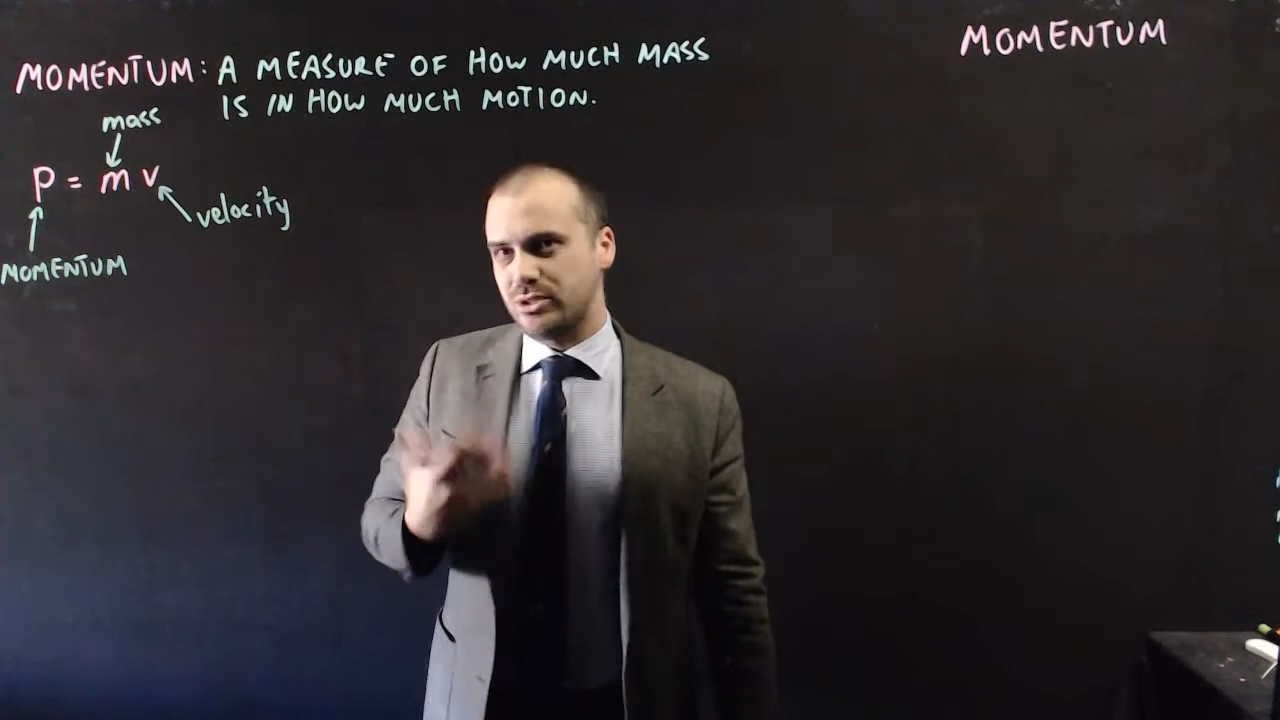 MOMENTUM
MOMENTUM: A MEASURE OF HOW MUCH MASS
IS IN HOW MUCH MOTION.
mass
p = m v
velocity
MOMENTUM